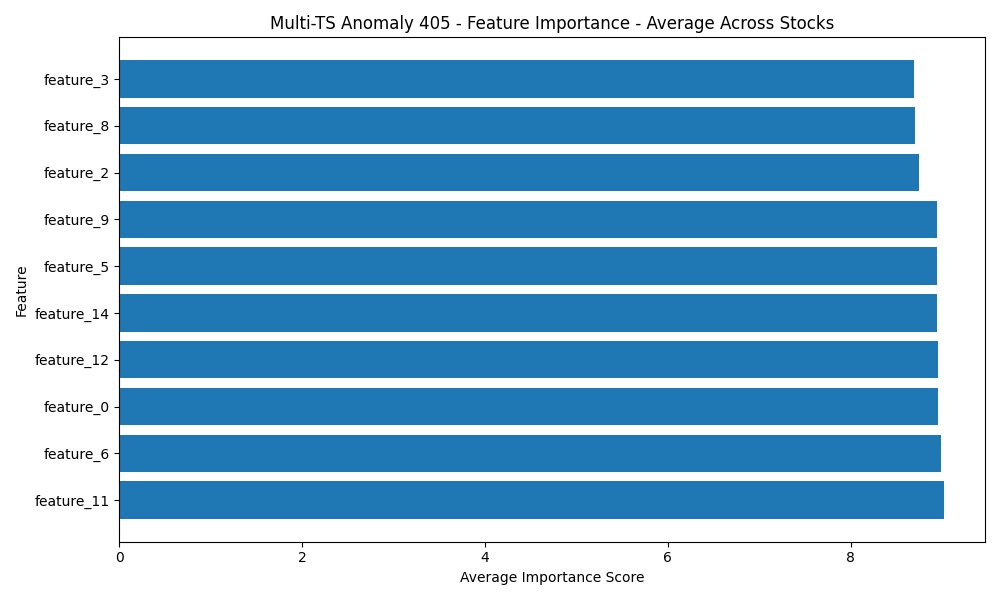 Multi-TS Anomaly 405 - Feature Importance - Average Across Stocks
Feature
feature_3
feature_8
feature_2
feature_9
feature_5
feature_14
feature_12
feature_0
feature_6
feature_11
0 2 4 6 8
Average Importance Score